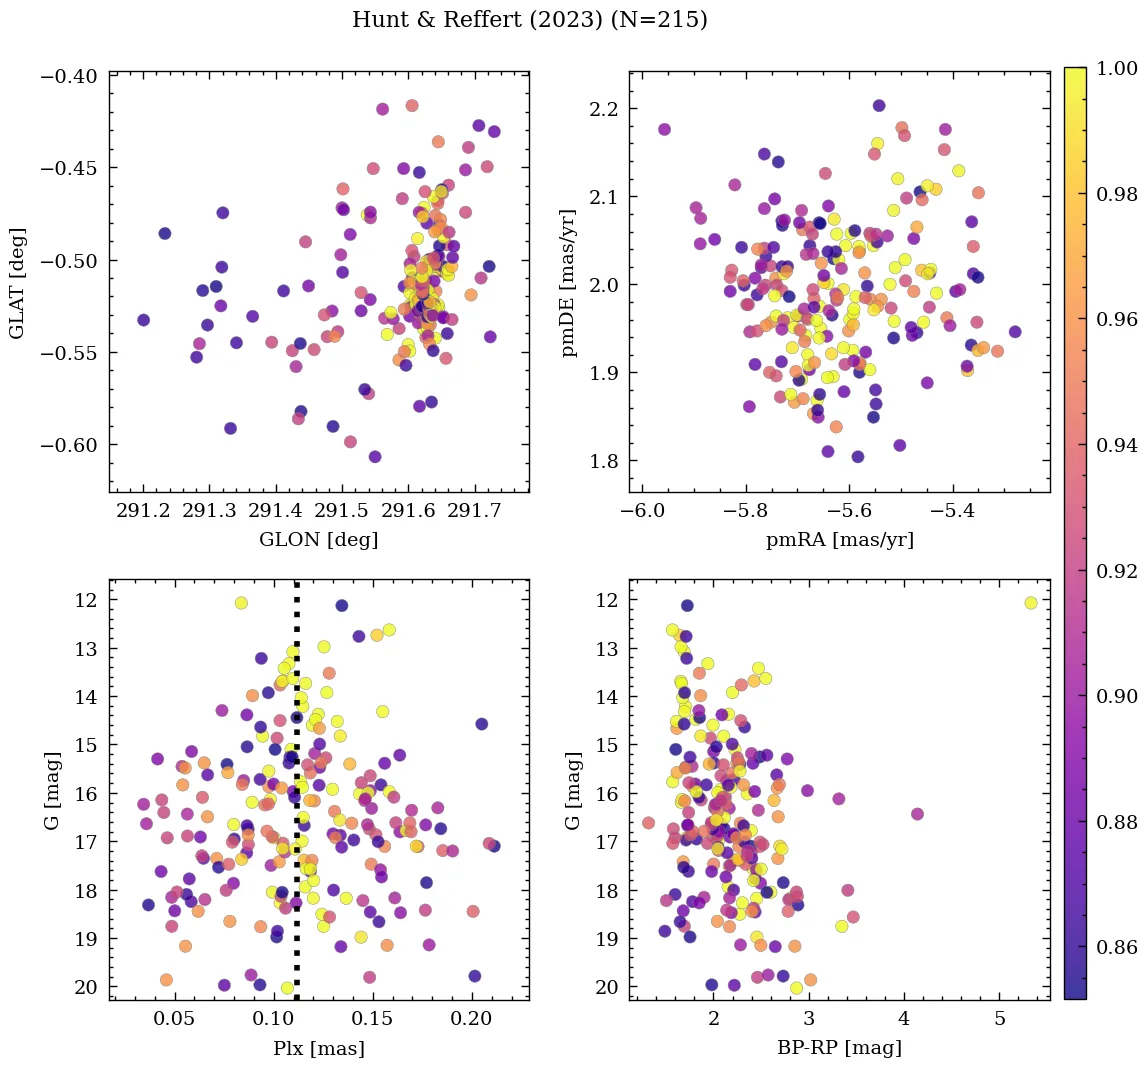 Hunt & Reffert (2023) (N=215)
−0.40
−0.45
−0.50
−0.55
−0.60
GLAT [deg]
291.2 291.3 291.4 291.5 291.6 291.7
GLON [deg]
2.2
2.1
2.0
1.9
1.8
pmDE [mas/yr]
−6.0 −5.8 −5.6 −5.4
pmRA [mas/yr]
12
13
14
15
16
17
18
19
20
G [mag]
0.05 0.10 0.15 0.20
Plx [mas]
12
13
14
15
16
17
18
19
20
G [mag]
2 3 4 5
BP-RP [mag]
1.00
0.98
0.96
0.94
0.92
0.90
0.88
0.86